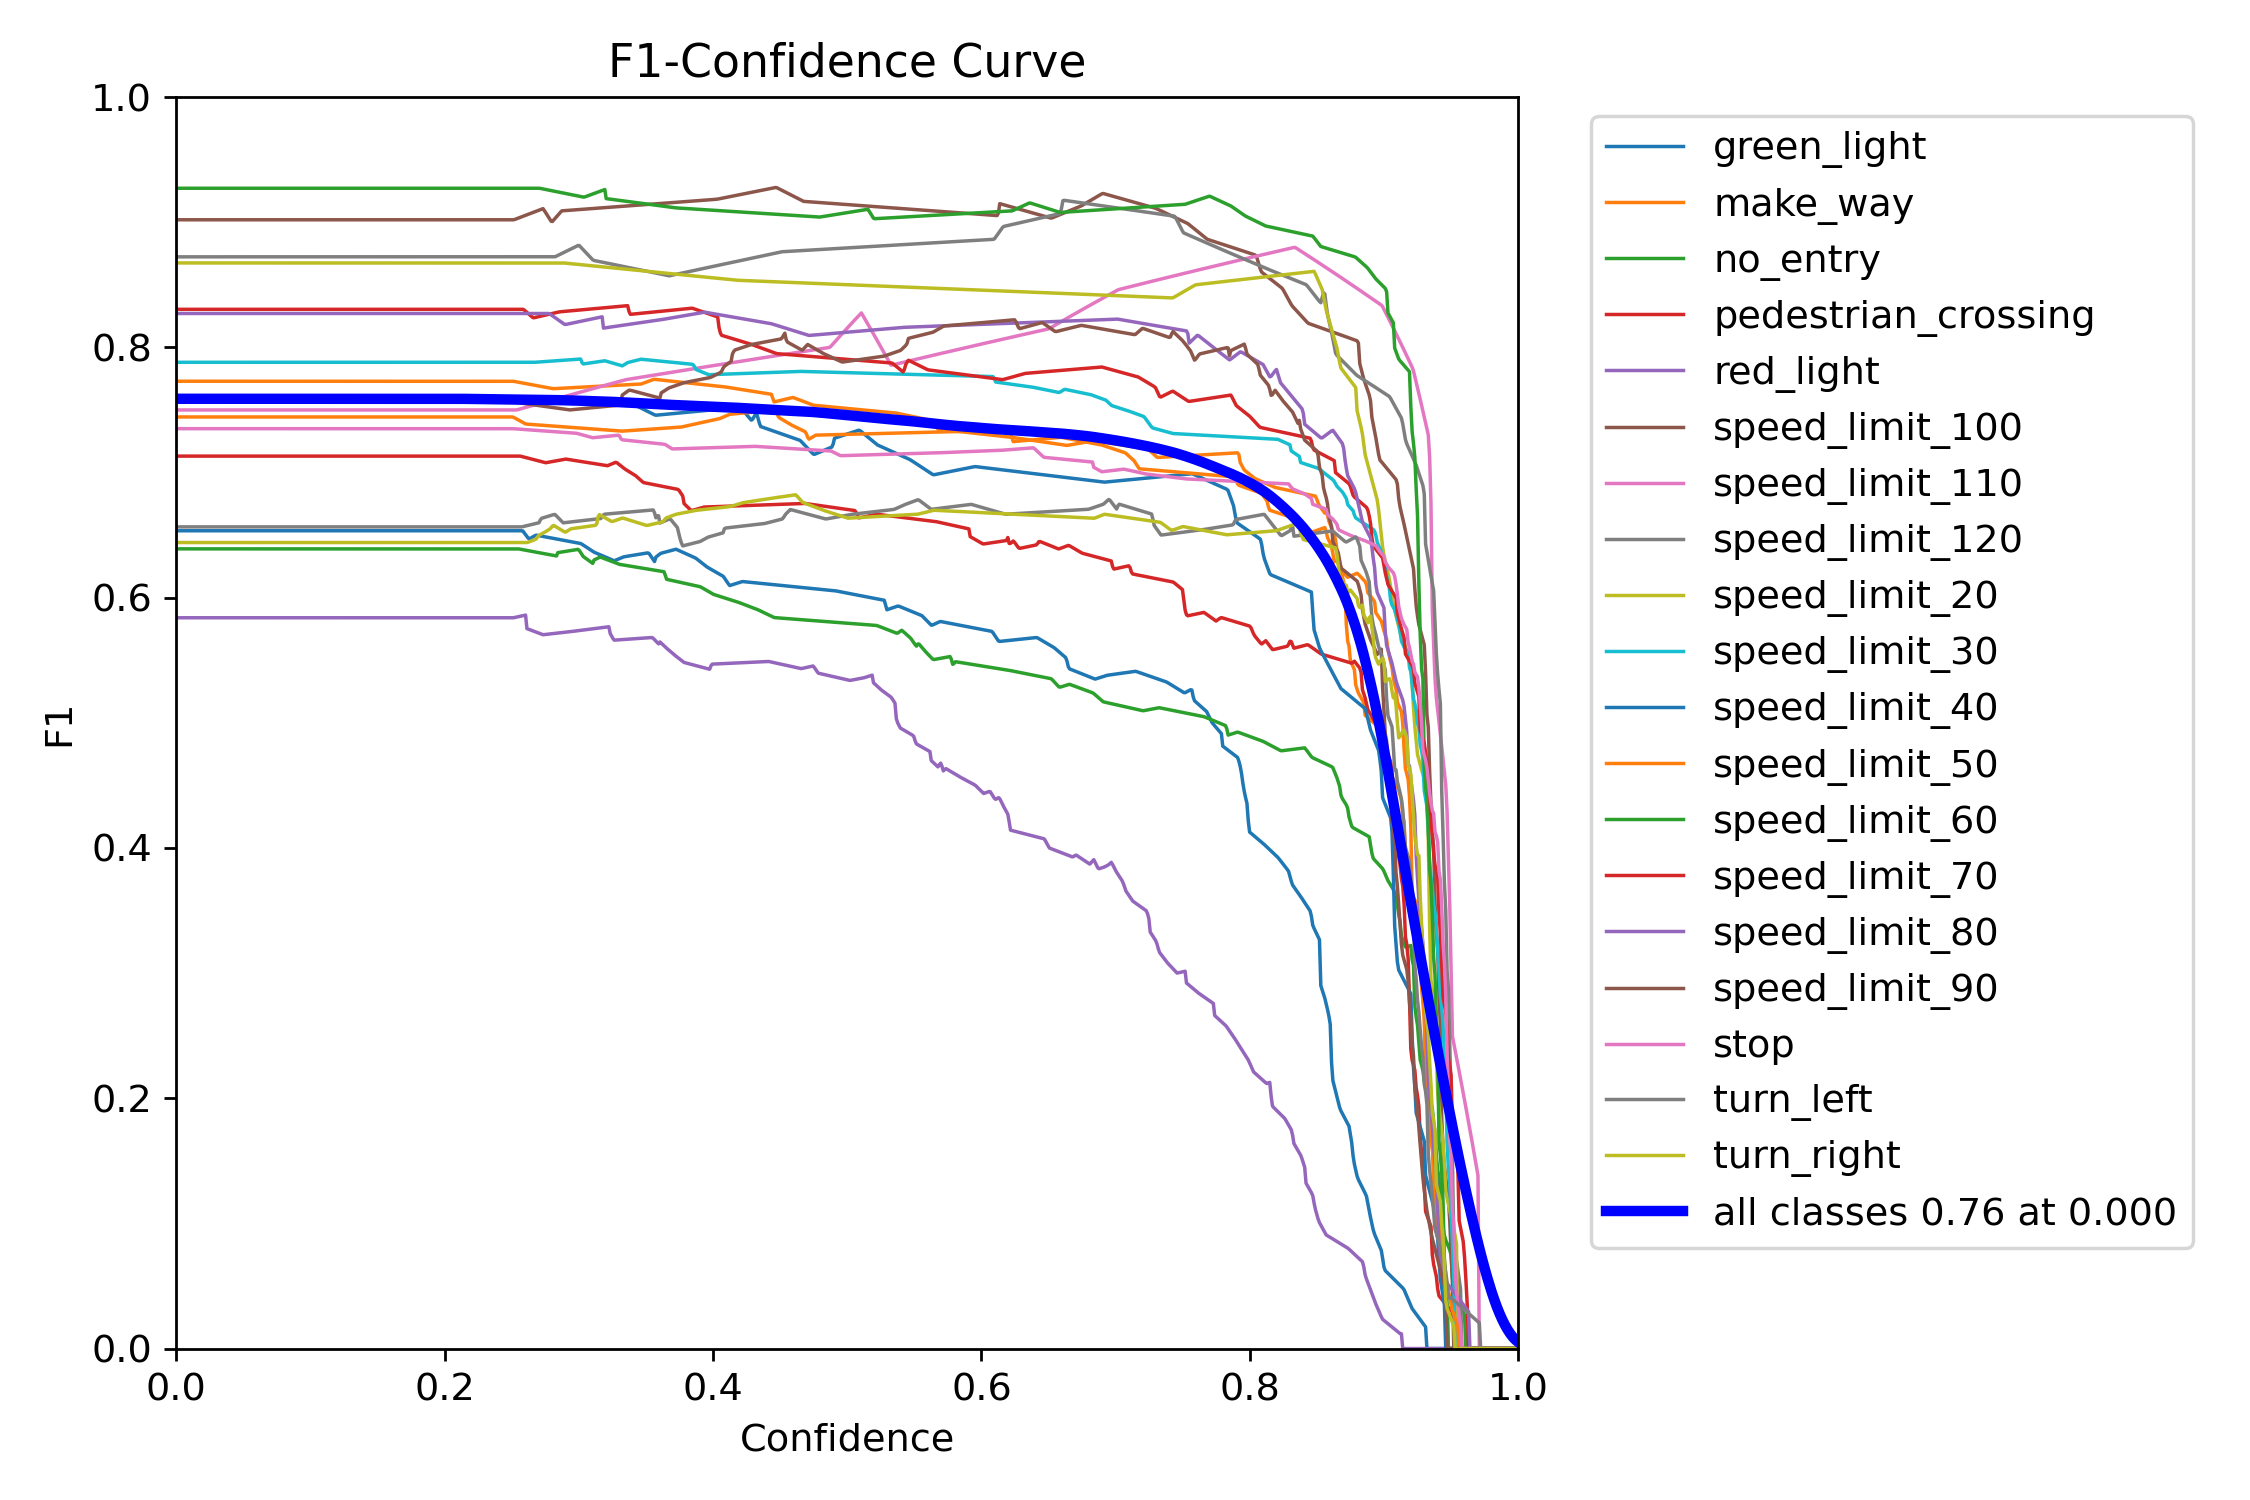 F1-Confidence Curve
1.0
0.8
0.6
0.4
0.2
0.0
F1
0.0 0.2 0.4 0.6 0.8 1.0
Confidence
green_light
make_way
no_entry
pedestrian_crossing
red_light
speed_limit_100
speed_limit_110
speed_limit_120
speed_limit_20
speed_limit_30
speed_limit_40
speed_limit_50
speed_limit_60
speed_limit_70
speed_limit_80
speed_limit_90
stop
turn_left
turn_right
all classes 0.76 at 0.000